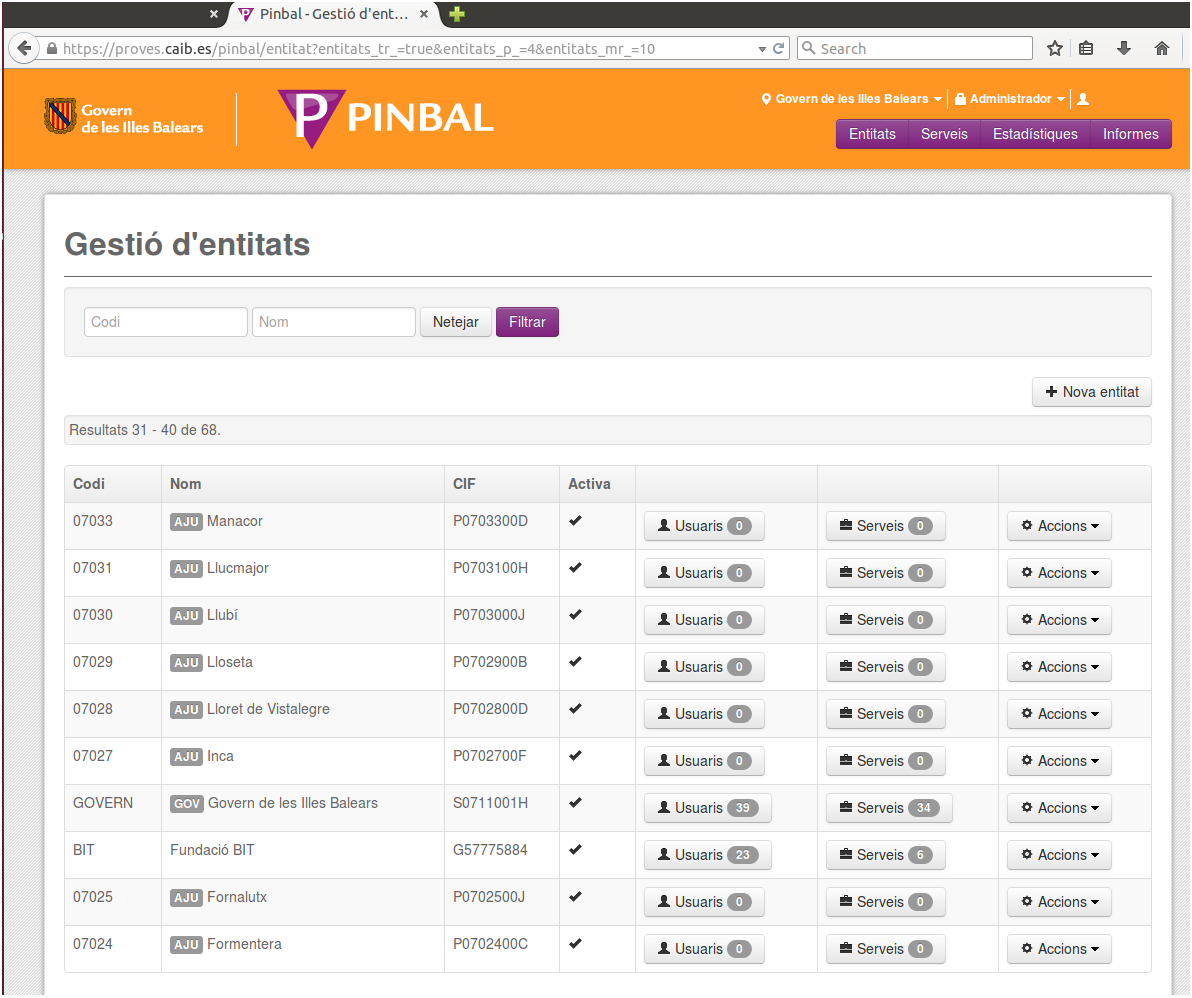 Pinbal - Gestió d'ent...
https://proves.caib.es/pinbal/entitat?entitats_tr_=true&entitats_p_=4&entitats_mr_=10
Search
Govern de les Illes Balears
PINBAL
Govern de les Illes Balears Administrador
Entitats Serveis Estadístiques Informes
Gestió d'entitats
Codi Nom Netejar Filtrar
Nova entitat
Resultats 31 - 40 de 68.
Codi Nom CIF Activa
07033 AJU Manacor P0703300D Usuaris 0 Serveis 0 Accions
07031 AJU Llucmajor P0703100H Usuaris 0 Serveis 0 Accions
07030 AJU Llubí P0703000J Usuaris 0 Serveis 0 Accions
07029 AJU Lloseta P0702900B Usuaris 0 Serveis 0 Accions
07028 AJU Lloret de Vistalegre P0702800D Usuaris 0 Serveis 0 Accions
07027 AJU Inca P0702700F Usuaris 0 Serveis 0 Accions
GOVERN GOV Govern de les Illes Balears S0711001H Usuaris 39 Serveis 34 Accions
BIT Fundació BIT G57775884 Usuaris 23 Serveis 6 Accions
07025 AJU Fornalutx P0702500J Usuaris 0 Serveis 0 Accions
07024 AJU Formentera P0702400C Usuaris 0 Serveis 0 Accions